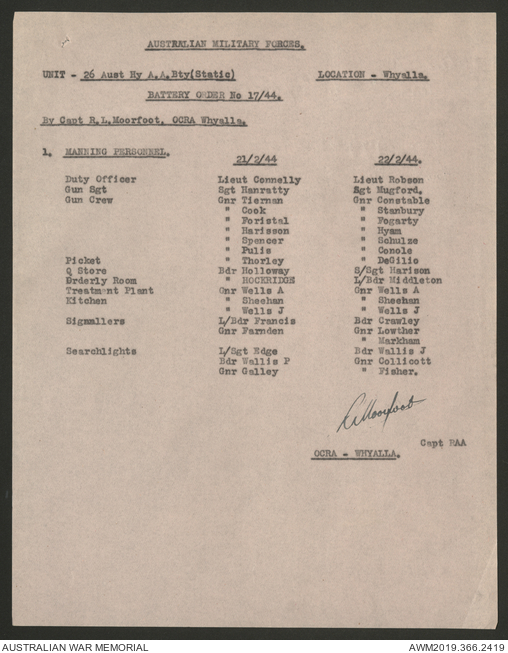 AUSTRALIAN MILITARY FORCES.
UNIT - 26 Aust Hy A.A.Bty(Static) LOCATION - Whyalla.
BATTERY ORDER No 17/44.
By Capt R.L.Moorfoot. OCRA Whyalla.
1. MANNING PERSONNEL. 21/2/44 22/2/44.
Duty Officer Lieut Connelly Lieut Robson
Gun Sgt Sgt Hanratty Sgt Mugford.
Gun Crew Gnr Tiernan Gnr Constable
" Cook " Stanbury
" Foristal " Fogarty
" Harisson " Hyam
" Spencer " Schulze
" Pulis " Conole
Picket " Thorley " DeGilio
Q Store Bdr Holloway S/Sgt Harison
Orderly Room " HOCKRIDGE L/Bdr Middleton
Treatmnt Plant Gnr Wells A Gnr Wells A
Kitchen " Sheehan " Sheehan
" Wells J " Wells J
Signallers L/Bdr Francis Bdr Crawley
Gnr Farnden Gnr Lowther
" Markham
Searchlights L/Sgt Edge Bdr Wallis J
Bdr Wallis P Gnr Collicott
Gnr Galley " Fisher.
RLMoorfoot
Capt RAA
OCRA - WHYALLA.
AUSTRALIAN WAR MEMORIAL AWM2019.366.2419